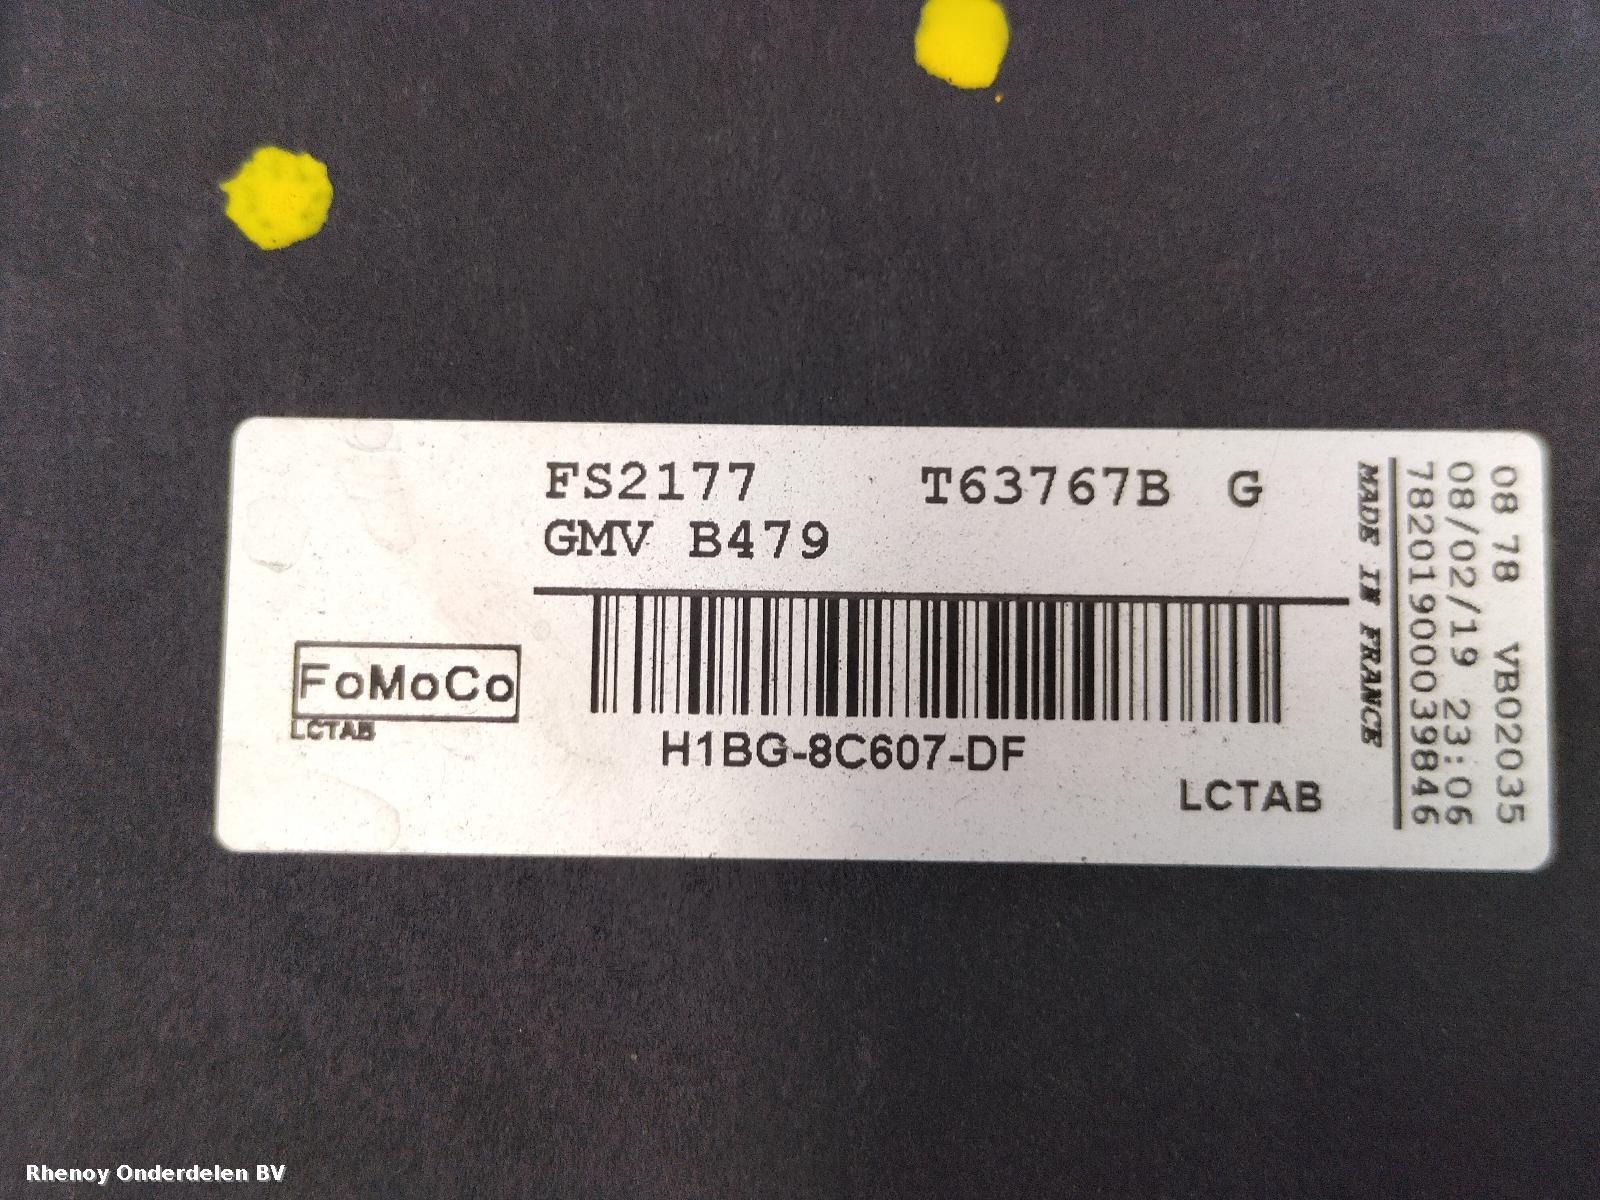 FS2177 T63767B G
GMV B479
FoMoCo
LCTAB
H1BG-8C607-DF
LCTAB
MADE IN FRANCE
78201900039846
08/02/19 23:06
08 78 VB02035
Rhenoy Onderdelen BV